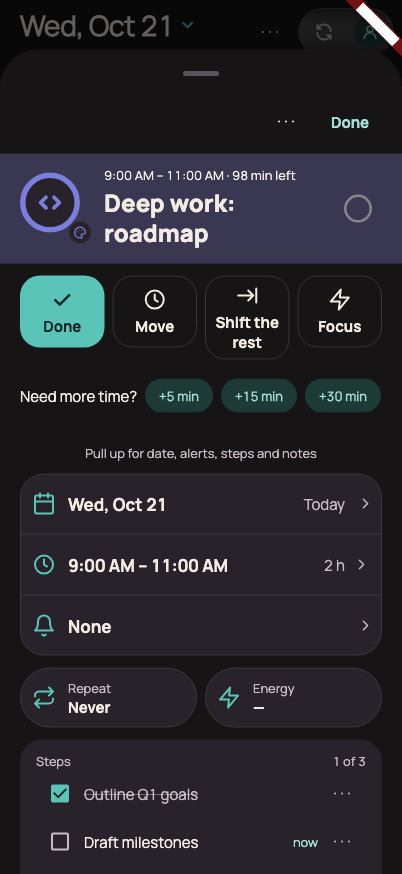 Wed, Oct 21
Done
9:00 AM – 11:00 AM · 98 min left
Deep work:
roadmap
Done
Move
Shift the
rest
Focus
Need more time?
+5 min
+15 min
+30 min
Pull up for date, alerts, steps and notes
Wed, Oct 21
Today
9:00 AM – 11:00 AM
2 h
None
Repeat
Never
Energy
–
Steps
1 of 3
Outline Q1 goals
Draft milestones
now